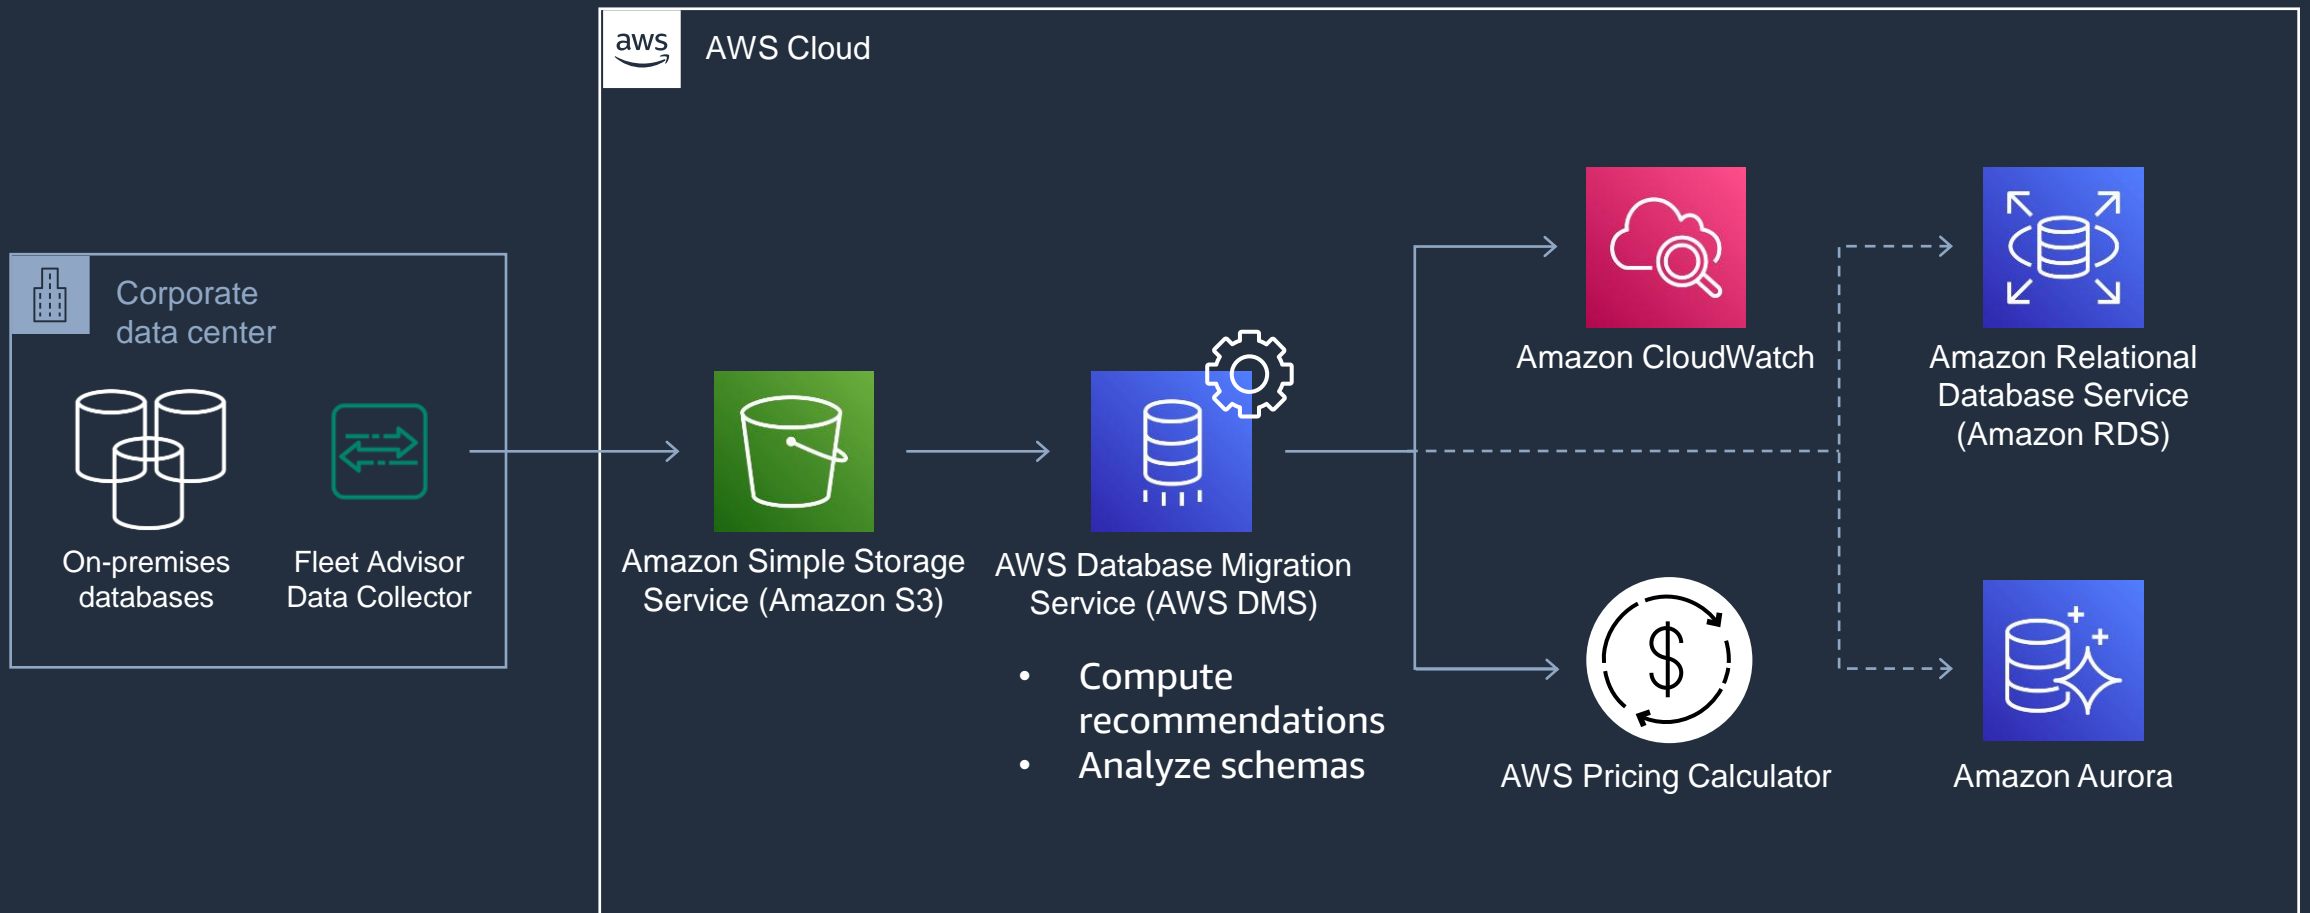 aws
AWS Cloud
Corporate
data center
On-premises
databases
Fleet Advisor
Data Collector
Amazon Simple Storage
Service (Amazon S3)
AWS Database Migration
Service (AWS DMS)
• Compute
recommendations
• Analyze schemas
Amazon CloudWatch
$
AWS Pricing Calculator
Amazon Relational
Database Service
(Amazon RDS)
Amazon Aurora